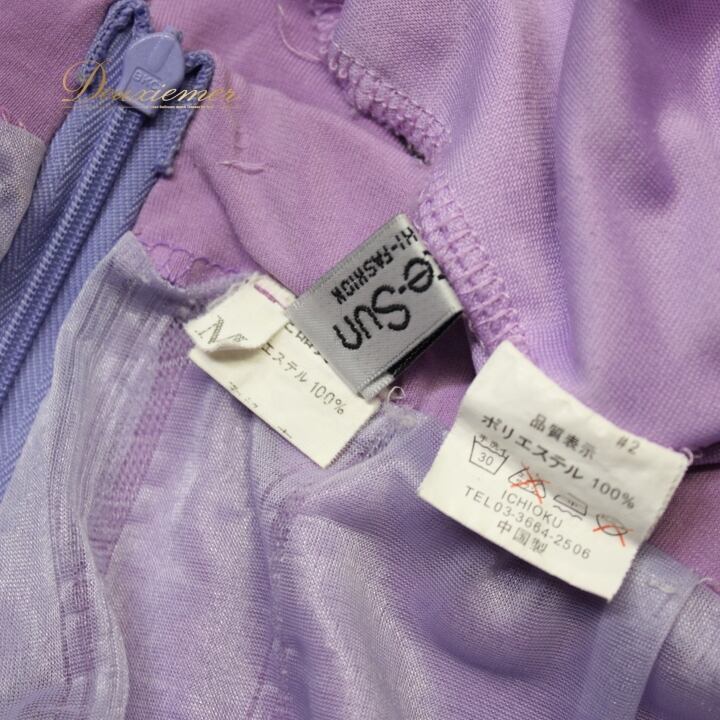 Deuxiemer
e-Sun
HI-FASHION
N
エステル 100%
品質表示 #2
ポリエステル 100%
30
ICHIOKU
TEL03-3664-2506
中国製